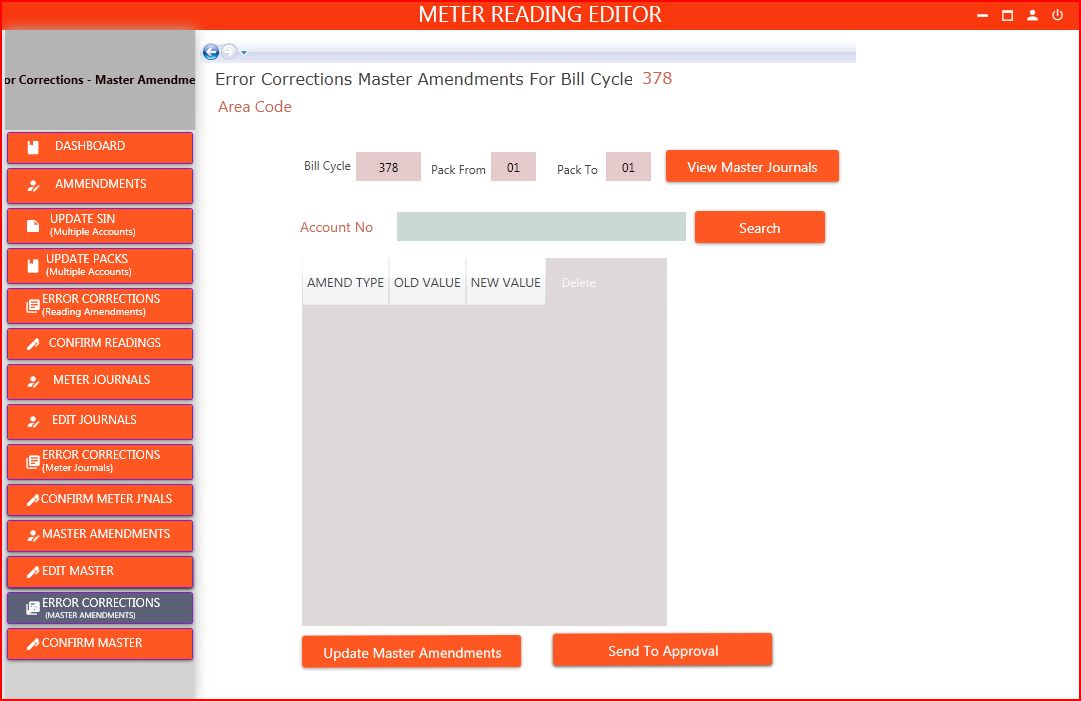 METER READING EDITOR
or Corrections - Master Amendme
DASHBOARD
AMMENDMENTS
UPDATE SIN
(Multiple Accounts)
UPDATE PACKS
(Multiple Accounts)
ERROR CORRECTIONS
(Reading Amendments)
CONFIRM READINGS
METER JOURNALS
EDIT JOURNALS
ERROR CORRECTIONS
(Meter Journals)
CONFIRM METER J'NALS
MASTER AMENDMENTS
EDIT MASTER
ERROR CORRECTIONS
(MASTER AMENDMENTS)
CONFIRM MASTER
Error Corrections Master Amendments For Bill Cycle 378
Area Code
Bill Cycle 378 Pack From 01 Pack To 01 View Master Journals
Account No Search
AMEND TYPE OLD VALUE NEW VALUE Delete
Update Master Amendments Send To Approval